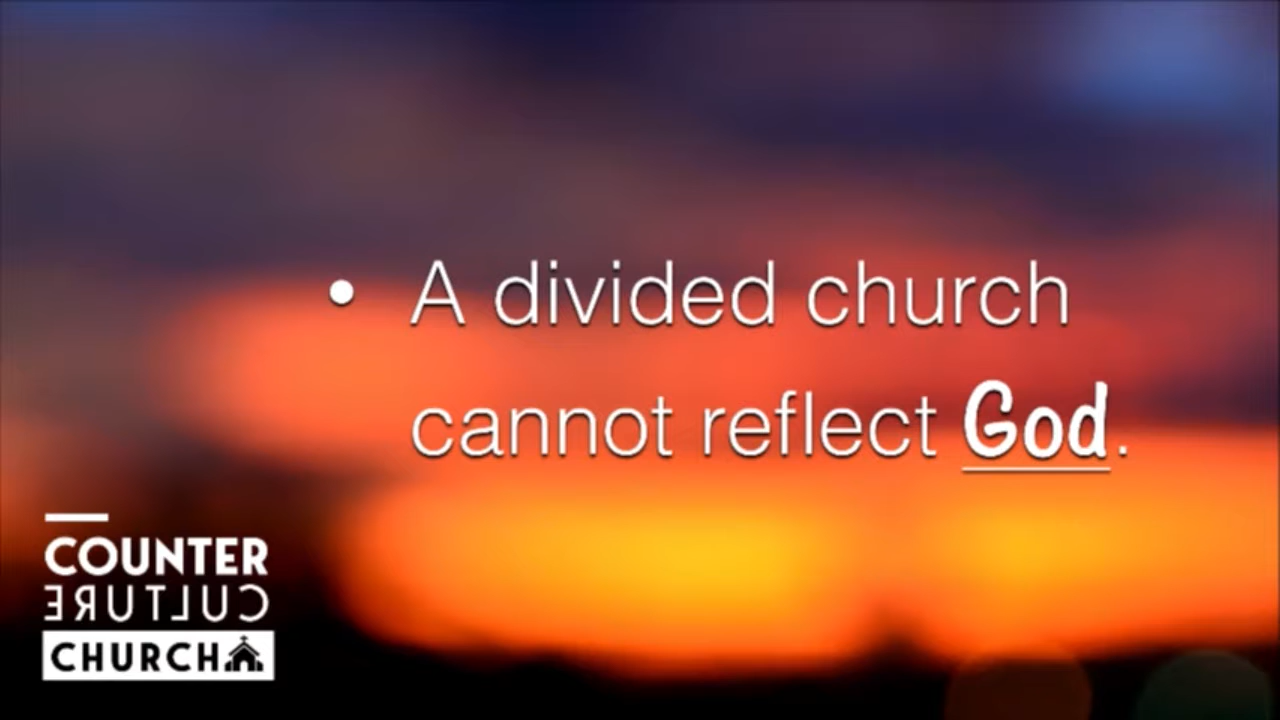 • A divided church
cannot reflect God.
COUNTER
CULTURE
CHURCH